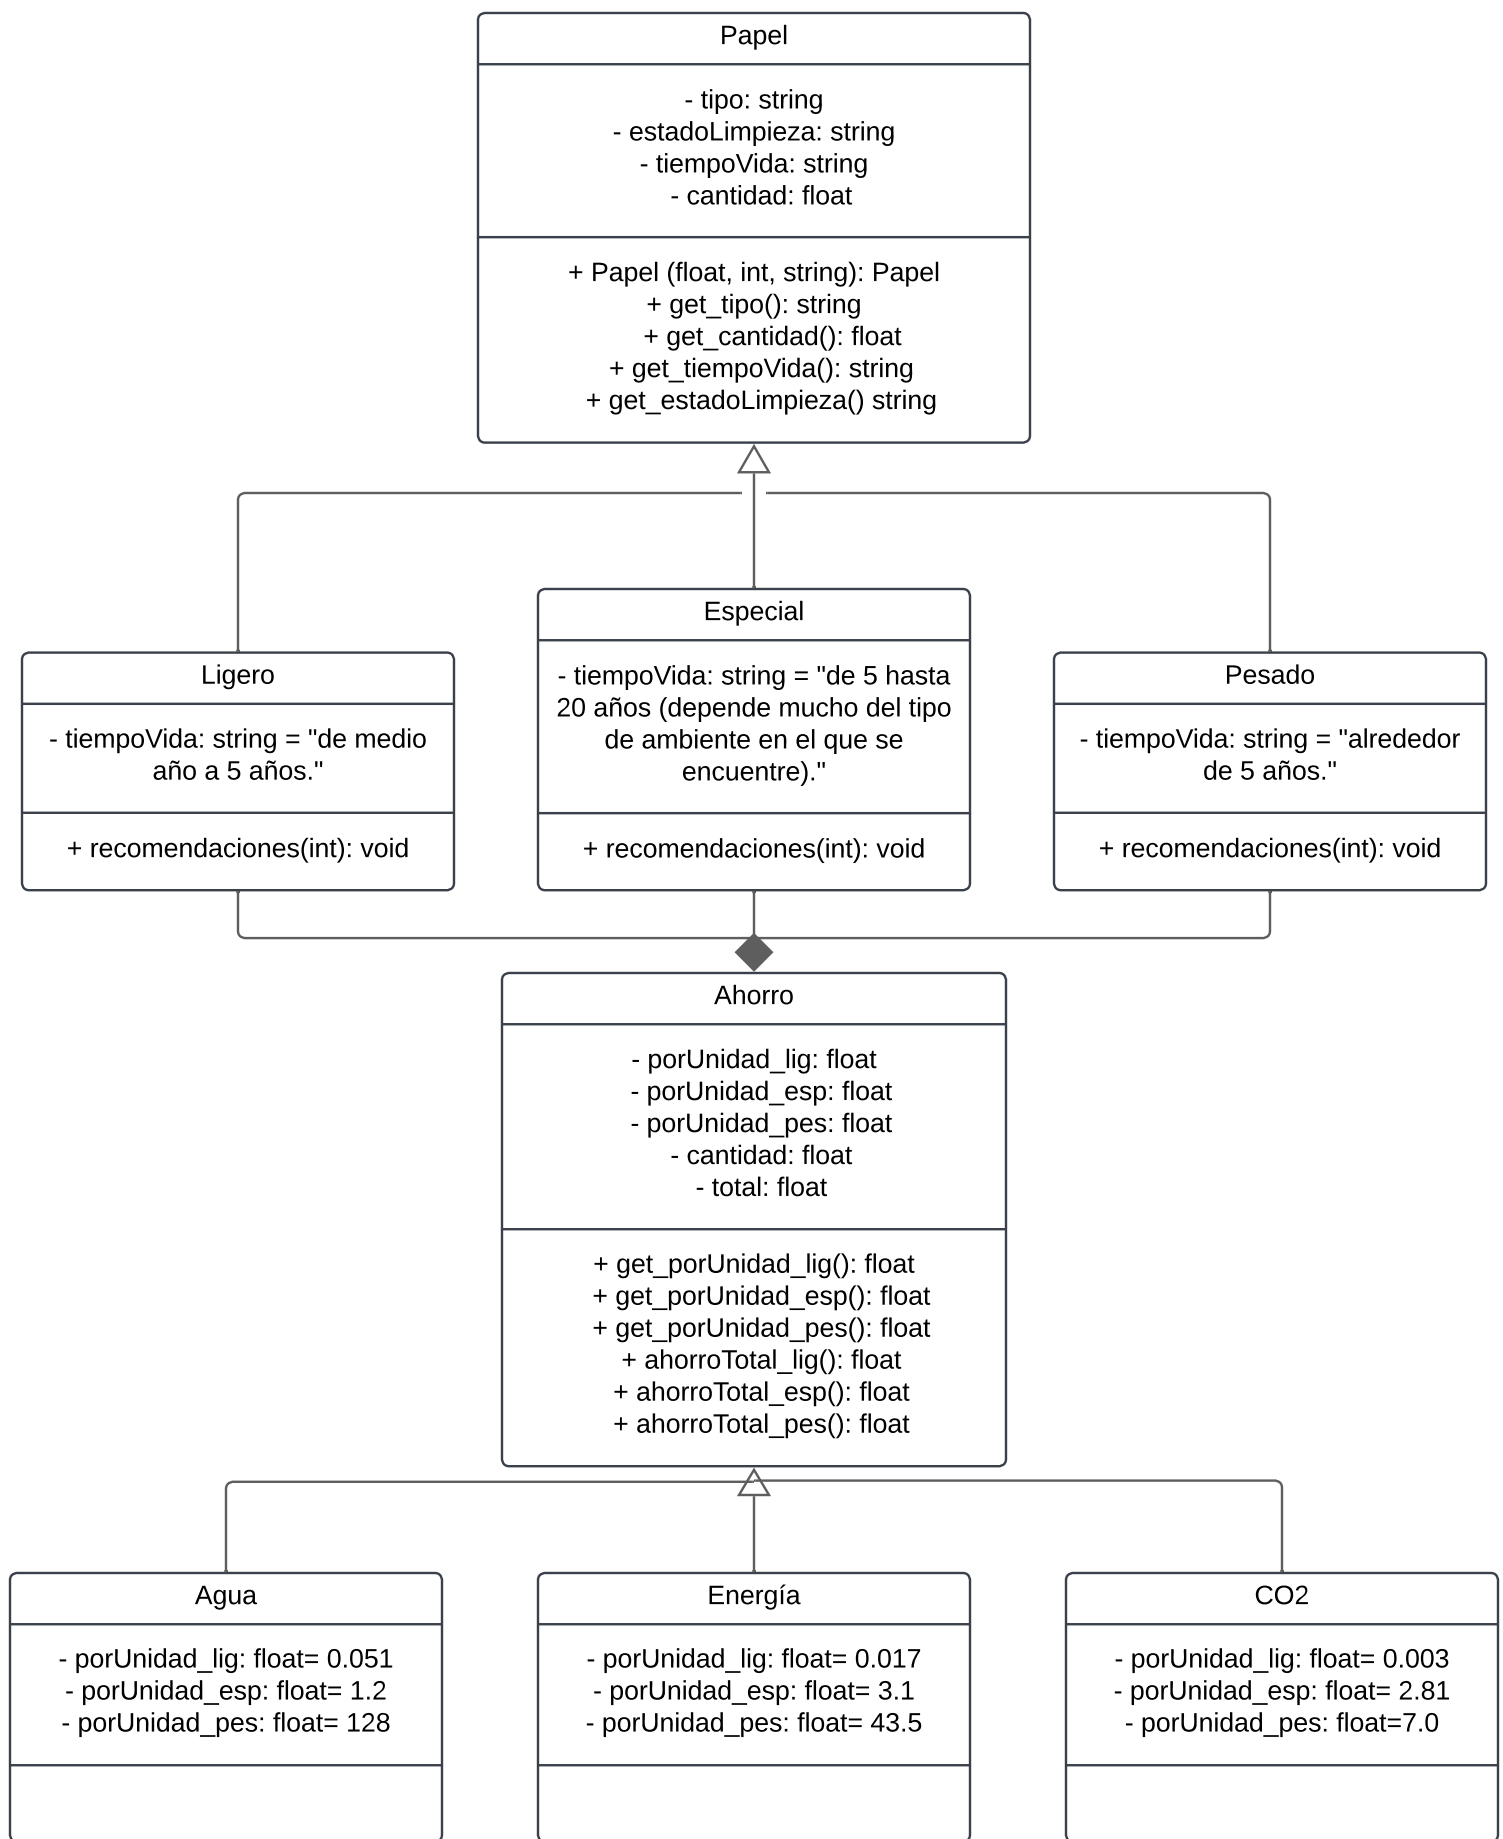 Papel
- tipo: string
- estadoLimpieza: string
- tiempoVida: string
- cantidad: float
+ Papel (float, int, string): Papel
+ get_tipo(): string
+ get_cantidad(): float
+ get_tiempoVida(): string
+ get_estadoLimpieza() string
Ligero
- tiempoVida: string = "de medio
año a 5 años."
+ recomendaciones(int): void
Especial
- tiempoVida: string = "de 5 hasta
20 años (depende mucho del tipo
de ambiente en el que se
encuentre)."
+ recomendaciones(int): void
Pesado
- tiempoVida: string = "alrededor
de 5 años."
+ recomendaciones(int): void
Ahorro
- porUnidad_lig: float
- porUnidad_esp: float
- porUnidad_pes: float
- cantidad: float
- total: float
+ get_porUnidad_lig(): float
+ get_porUnidad_esp(): float
+ get_porUnidad_pes(): float
+ ahorroTotal_lig(): float
+ ahorroTotal_esp(): float
+ ahorroTotal_pes(): float
Agua
- porUnidad_lig: float= 0.051
- porUnidad_esp: float= 1.2
- porUnidad_pes: float= 128
Energía
- porUnidad_lig: float= 0.017
- porUnidad_esp: float= 3.1
- porUnidad_pes: float= 43.5
CO2
- porUnidad_lig: float= 0.003
- porUnidad_esp: float= 2.81
- porUnidad_pes: float=7.0